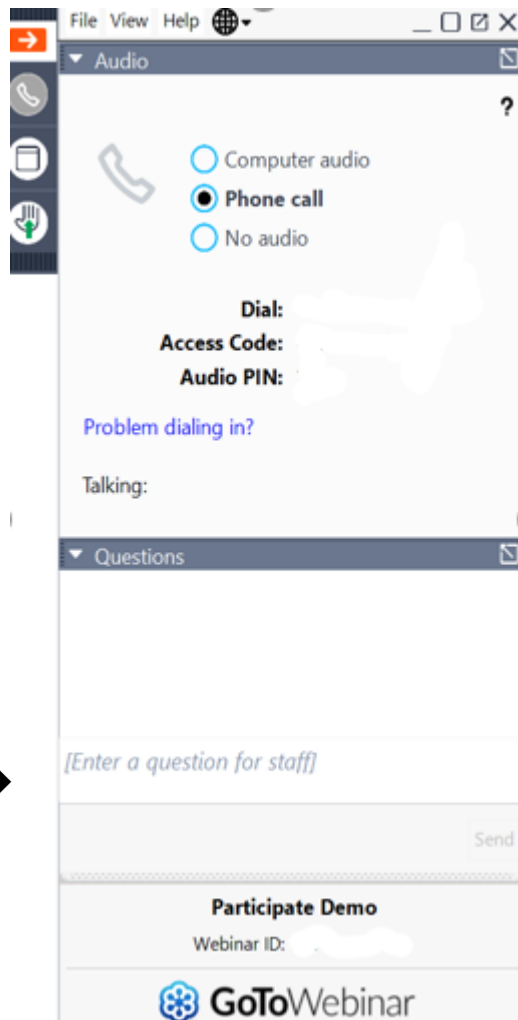 File View Help
Audio
?
Computer audio
Phone call
No audio
Dial:
Access Code:
Audio PIN:
Problem dialing in?
Talking:
Questions
[Enter a question for staff]
Send
Participate Demo
Webinar ID:
GoToWebinar